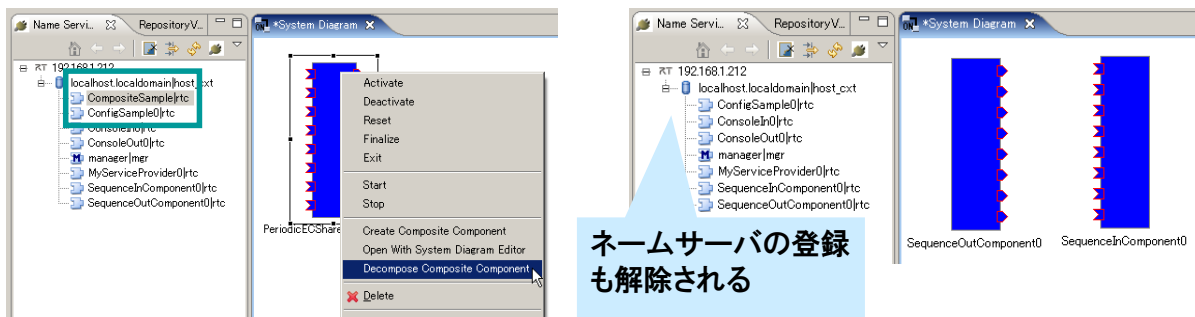 Name Servi...
RepositoryV...
*System Diagram
RT 192.168.1.212
localhost.localdomain|host_cxt
CompositeSample|rtc
ConfigSample0|rtc
ConsoleIn0|rtc
ConsoleOut0|rtc
manager|mgr
MyServiceProvider0|rtc
SequenceInComponent0|rtc
SequenceOutComponent0|rtc
PeriodicECShare
Activate
Deactivate
Reset
Finalize
Exit
Start
Stop
Create Composite Component
Open With System Diagram Editor
Decompose Composite Component
Delete
Name Servi...
RepositoryV...
*System Diagram
RT 192.168.1.212
localhost.localdomain|host_cxt
ConfigSample0|rtc
ConsoleIn0|rtc
ConsoleOut0|rtc
manager|mgr
MyServiceProvider0|rtc
SequenceInComponent0|rtc
SequenceOutComponent0|rtc
ネームサーバの登録
も解除される
SequenceOutComponent0
SequenceInComponent0